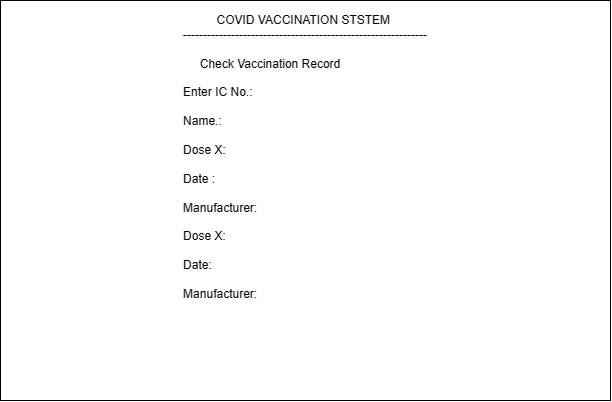 COVID VACCINATION STSTEM
-------------------------------------------------------------
Check Vaccination Record
Enter IC No.:
Name.:
Dose X:
Date :
Manufacturer:
Dose X:
Date:
Manufacturer: